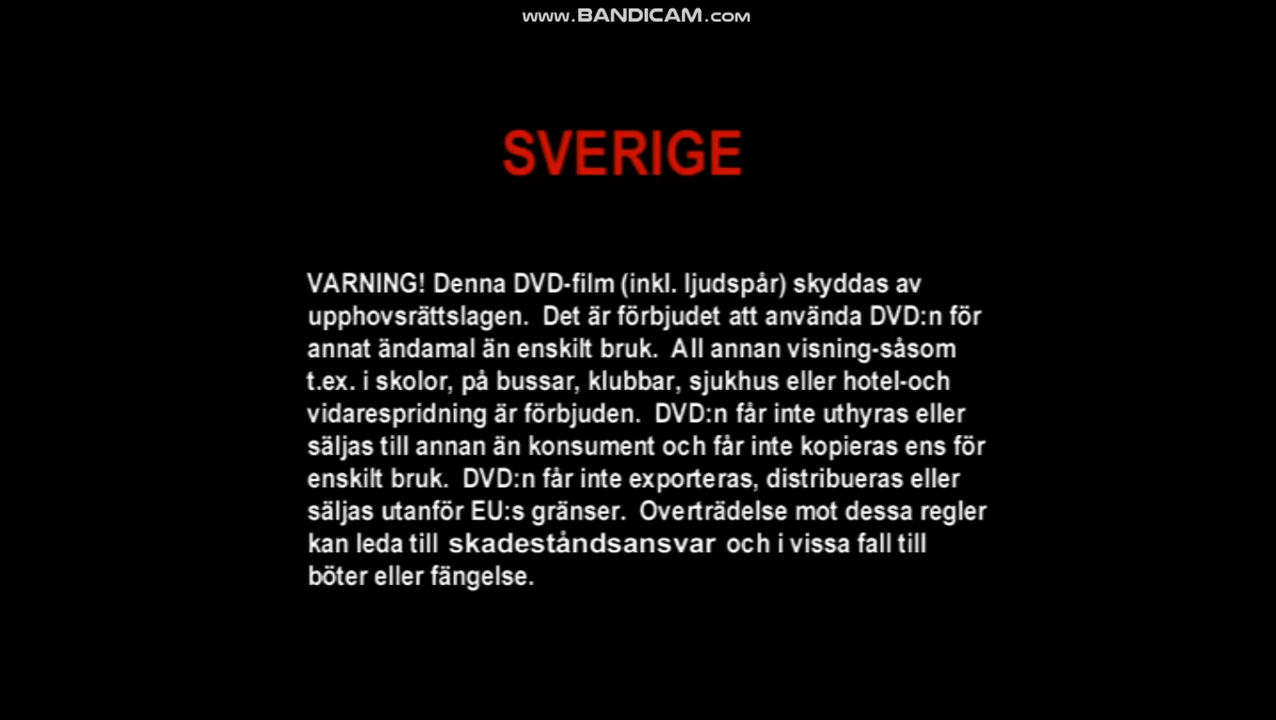 www.BANDICAM.com
SVERIGE
VARNING! Denna DVD-film (inkl. ljudspår) skyddas av
upphovsrättslagen.  Det är förbjudet att använda DVD:n för
annat ändamal än enskilt bruk.  All annan visning-såsom
t.ex. i skolor, på bussar, klubbar, sjukhus eller hotel-och
vidarespridning är förbjuden.  DVD:n får inte uthyras eller
säljas till annan än konsument och får inte kopieras ens för
enskilt bruk.  DVD:n får inte exporteras, distribueras eller
säljas utanför EU:s gränser.  Overträdelse mot dessa regler
kan leda till skadeståndsansvar och i vissa fall till
böter eller fängelse.